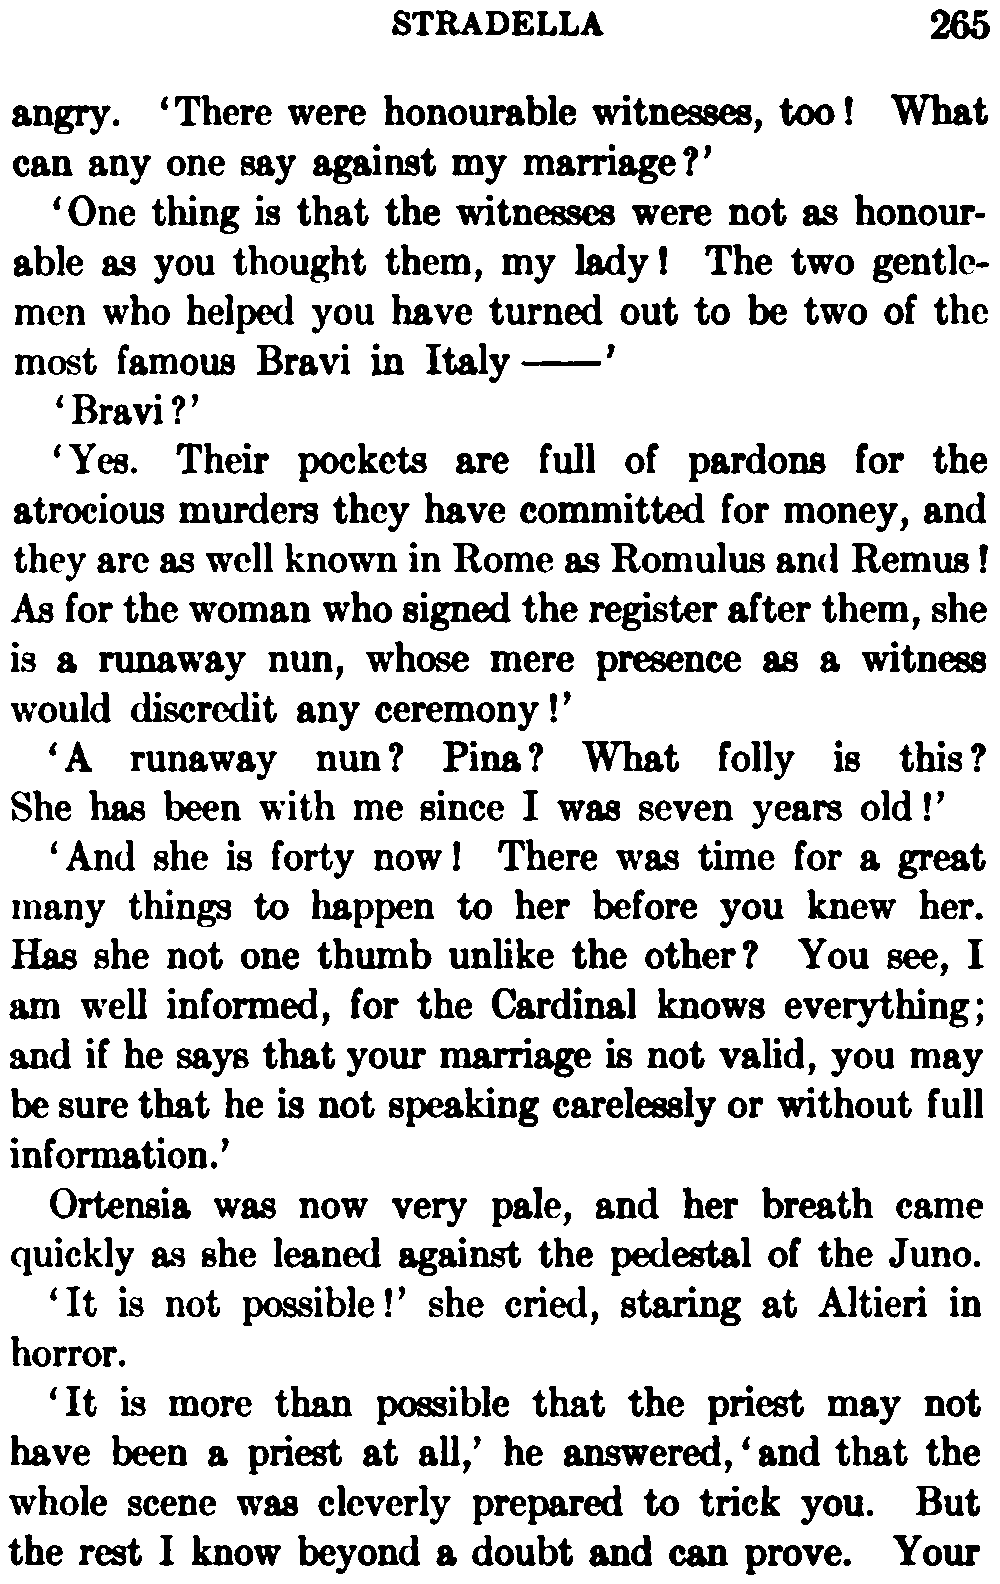 STRADELLA 265
angry. 'There were honourable witnesses, too! What
can any one say against my marriage?'
'One thing is that the witnesses were not as honour-
able as you thought them, my lady! The two gentle-
men who helped you have turned out to be two of the
most famous Bravi in Italy ——'
'Bravi?'
'Yes. Their pockets are full of pardons for the
atrocious murders they have committed for money, and
they are as well known in Rome as Romulus and Remus!
As for the woman who signed the register after them, she
is a runaway nun, whose mere presence as a witness
would discredit any ceremony!'
'A runaway nun? Pina? What folly is this?
She has been with me since I was seven years old!'
'And she is forty now! There was time for a great
many things to happen to her before you knew her.
Has she not one thumb unlike the other? You see, I
am well informed, for the Cardinal knows everything;
and if he says that your marriage is not valid, you may
be sure that he is not speaking carelessly or without full
information.'
Ortensia was now very pale, and her breath came
quickly as she leaned against the pedestal of the Juno.
'It is not possible!' she cried, staring at Altieri in
horror.
'It is more than possible that the priest may not
have been a priest at all,' he answered, 'and that the
whole scene was cleverly prepared to trick you. But
the rest I know beyond a doubt and can prove. Your